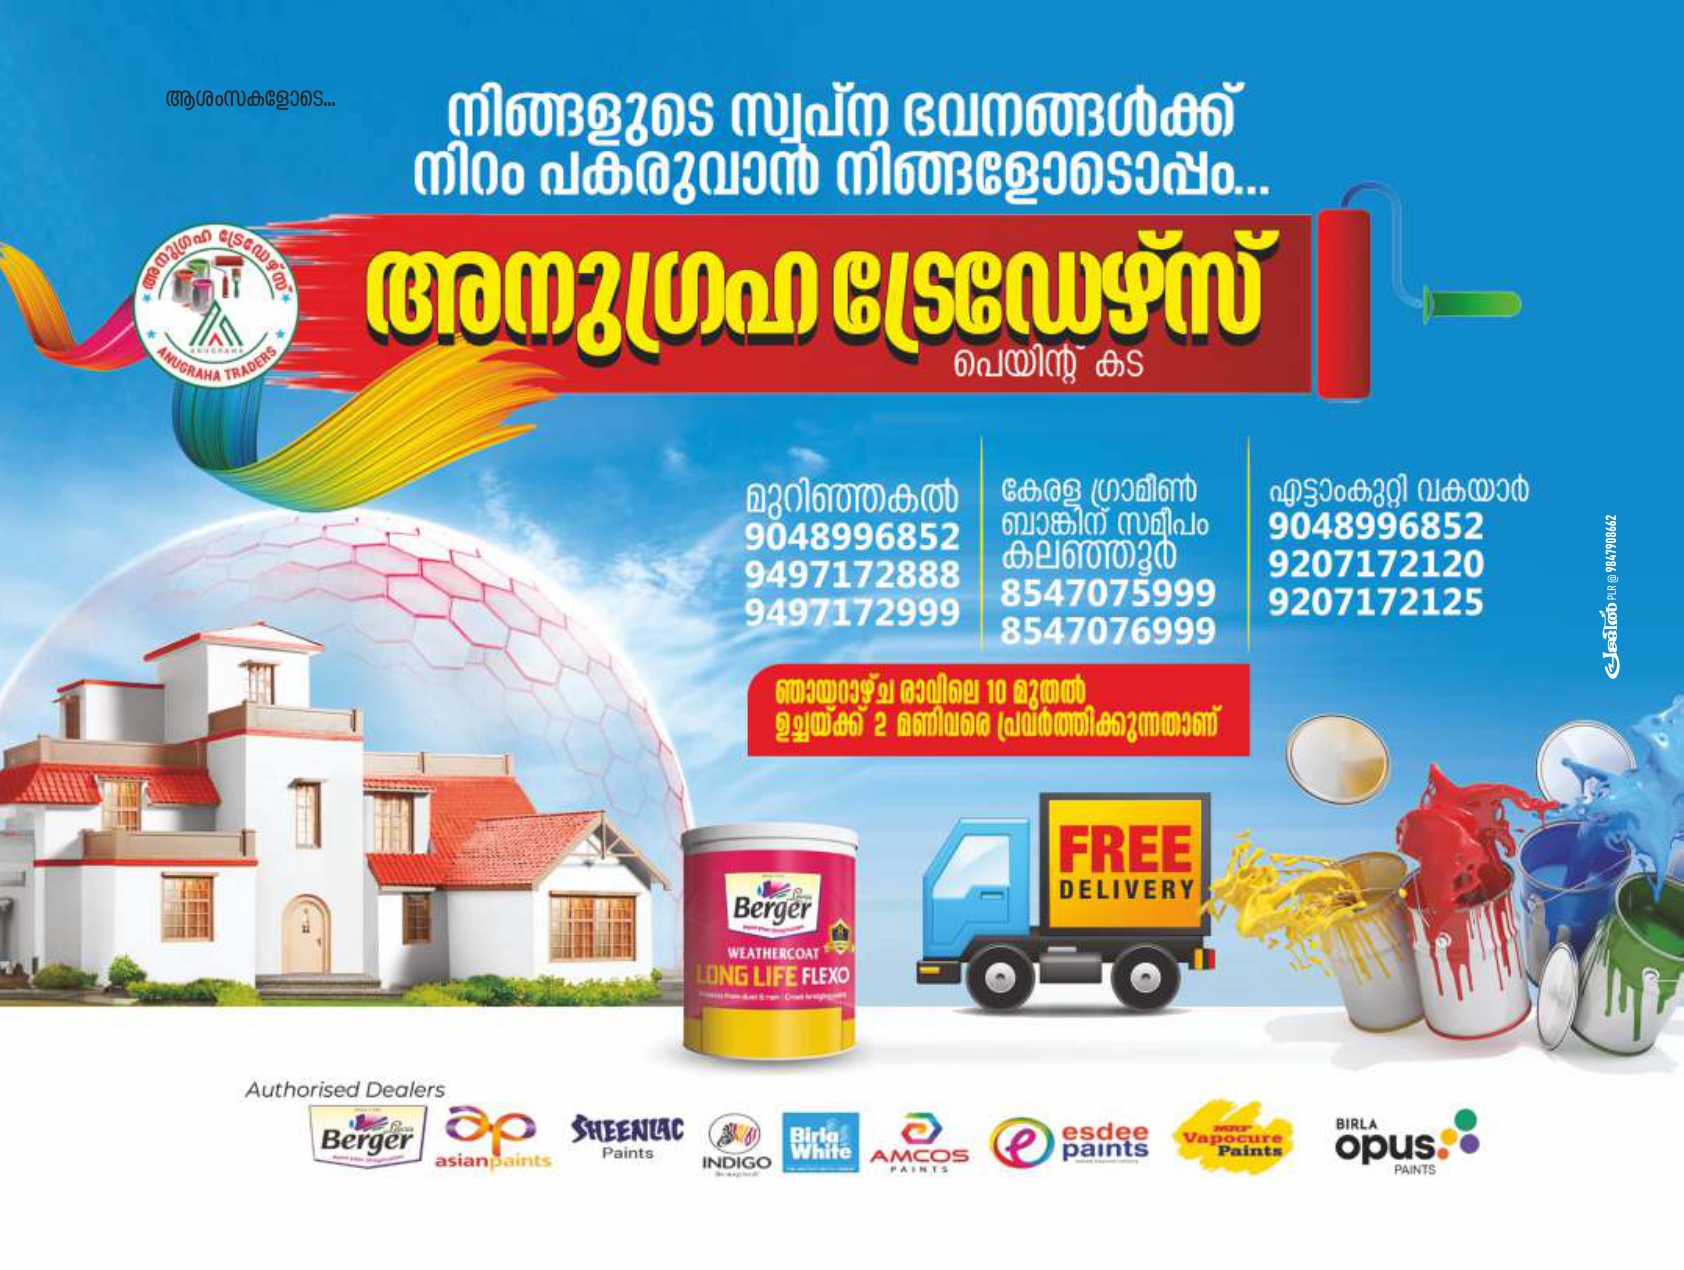 ആശംസകളോടെ...
നിങ്ങളുടെ സ്വപ്ന ഭവനങ്ങൾക്ക്
നിറം പകരുവാൻ നിങ്ങളോടൊപ്പം...
അനുഗ്രഹ ട്രേഡേഴ്സ്
ANUGRAHA
ANUGRAHA TRADERS
അനുഗ്രഹ ട്രേഡേഴ്സ്
പെയിന്റ് കട
മുറിഞ്ഞകൽ
9048996852
9497172888
9497172999
കേരള ഗ്രാമീൺ
ബാങ്കിന് സമീപം
കലഞ്ഞൂർ
8547075999
8547076999
എട്ടാംകുറ്റി വകയാർ
9048996852
9207172120
9207172125
PLR @ 9847908662
ഞായറാഴ്ച രാവിലെ 10 മുതൽ
ഉച്ചയ്ക്ക് 2 മണിവരെ പ്രവർത്തിക്കുന്നതാണ്
FREE
DELIVERY
Berger
WEATHERCOAT
LONG LIFE FLEXO
Authorised Dealers
Berger
ap
asianpaints
SHEENLAC
Paints
INDIGO
Birla
White
AMCOS
PAINTS
e
esdee
paints
MRF
Vapocure
Paints
BIRLA
opus
PAINTS